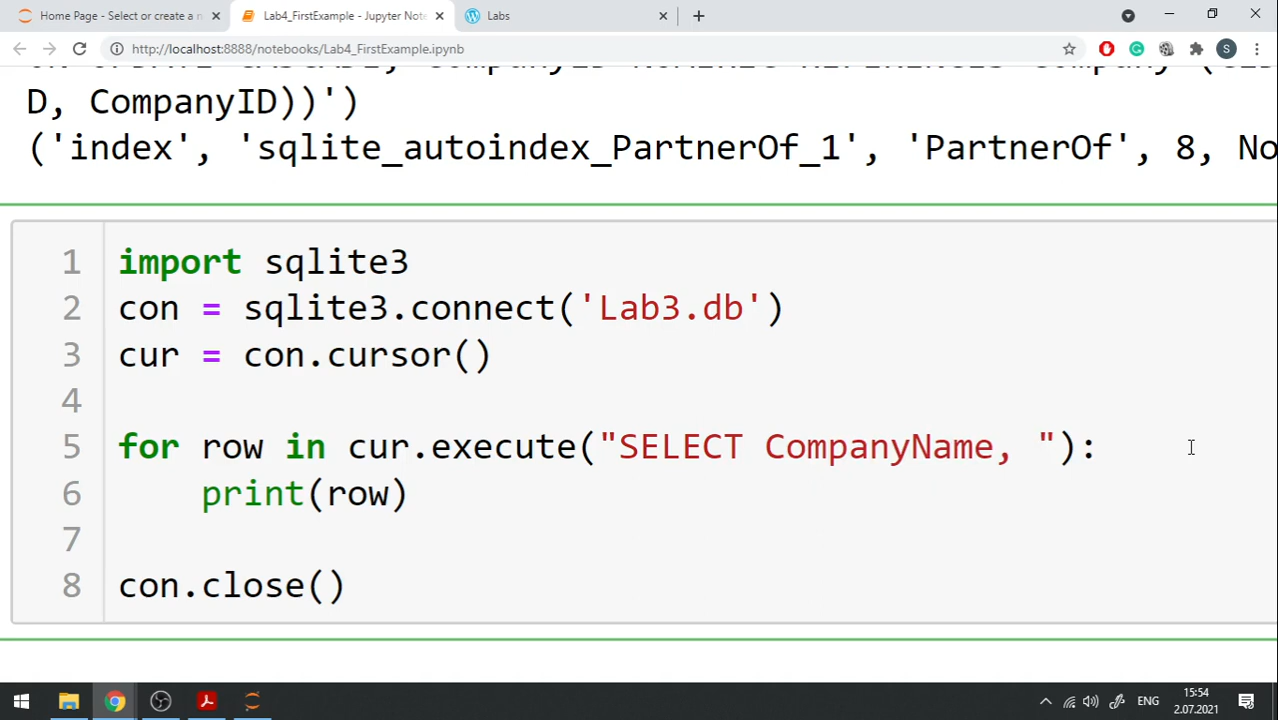 Home Page - Select or create a n
Lab4_FirstExample - Jupyter Note
Labs
http://localhost:8888/notebooks/Lab4_FirstExample.ipynb
S
D, CompanyID))')
('index', 'sqlite_autoindex_PartnerOf_1', 'PartnerOf', 8, No
1 import sqlite3
2 con = sqlite3.connect('Lab3.db')
3 cur = con.cursor()
4
5 for row in cur.execute("SELECT CompanyName, "):
6 print(row)
7
8 con.close()
ENG
15:54
2.07.2021